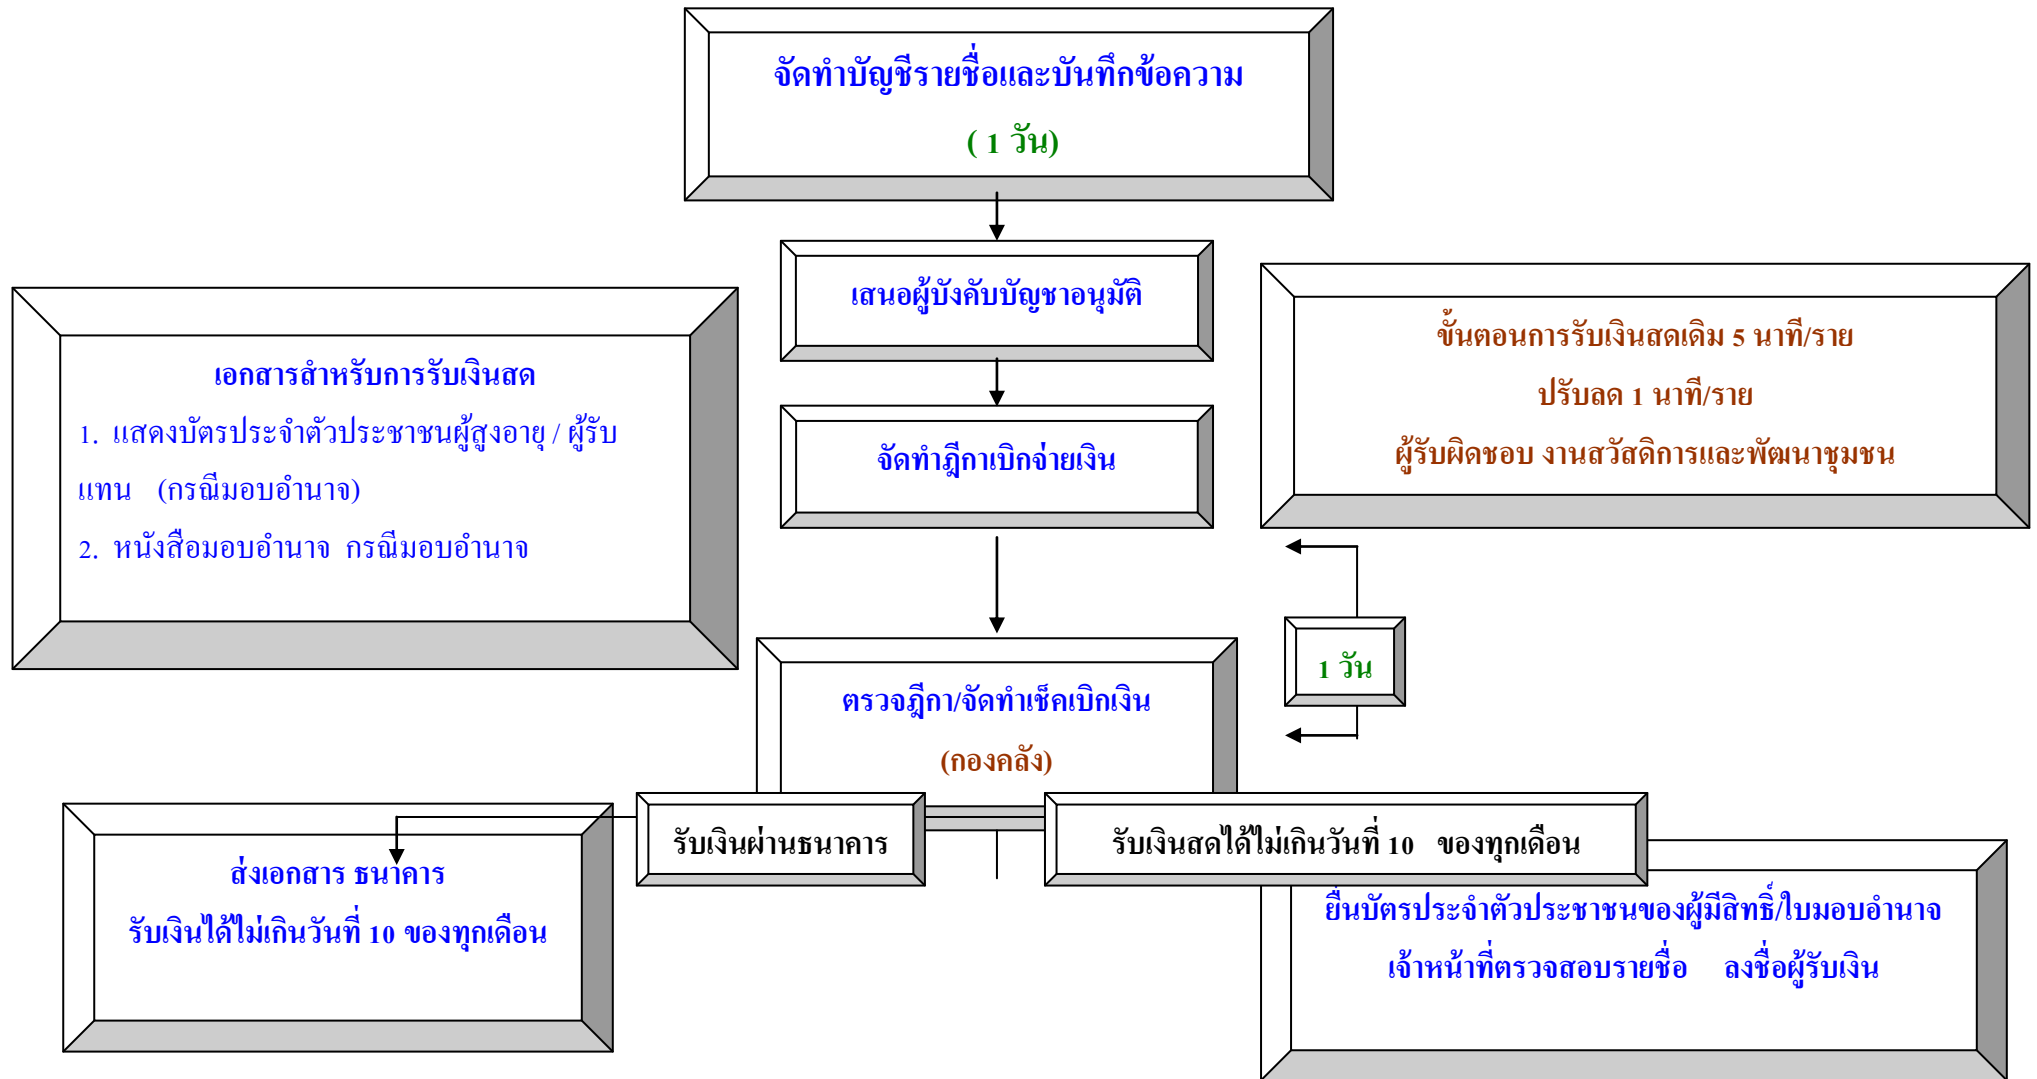 จัดทำบัญชีรายชื่อและบันทึกข้อความ
( 1 วัน)
เสนอผู้บังคับบัญชาอนุมัติ
เอกสารสำหรับการรับเงินสด
1. แสดงบัตรประจำตัวประชาชนผู้สูงอายุ / ผู้รับ
แทน (กรณีมอบอำนาจ)
2. หนังสือมอบอำนาจ กรณีมอบอำนาจ
จัดทำฎีกาเบิกจ่ายเงิน
ขั้นตอนการรับเงินสดเดิม 5 นาที/ราย
ปรับลด 1 นาที/ราย
ผู้รับผิดชอบ งานสวัสดิการและพัฒนาชุมชน
1 วัน
ตรวจฎีกา/จัดทำเช็คเบิกเงิน
(กองคลัง)
รับเงินผ่านธนาคาร
รับเงินสดได้ไม่เกินวันที่ 10 ของทุกเดือน
ส่งเอกสาร ธนาคาร
รับเงินได้ไม่เกินวันที่ 10 ของทุกเดือน
ยื่นบัตรประจำตัวประชาชนของผู้มีสิทธิ์/ใบมอบอำนาจ
เจ้าหน้าที่ตรวจสอบรายชื่อ ลงชื่อผู้รับเงิน